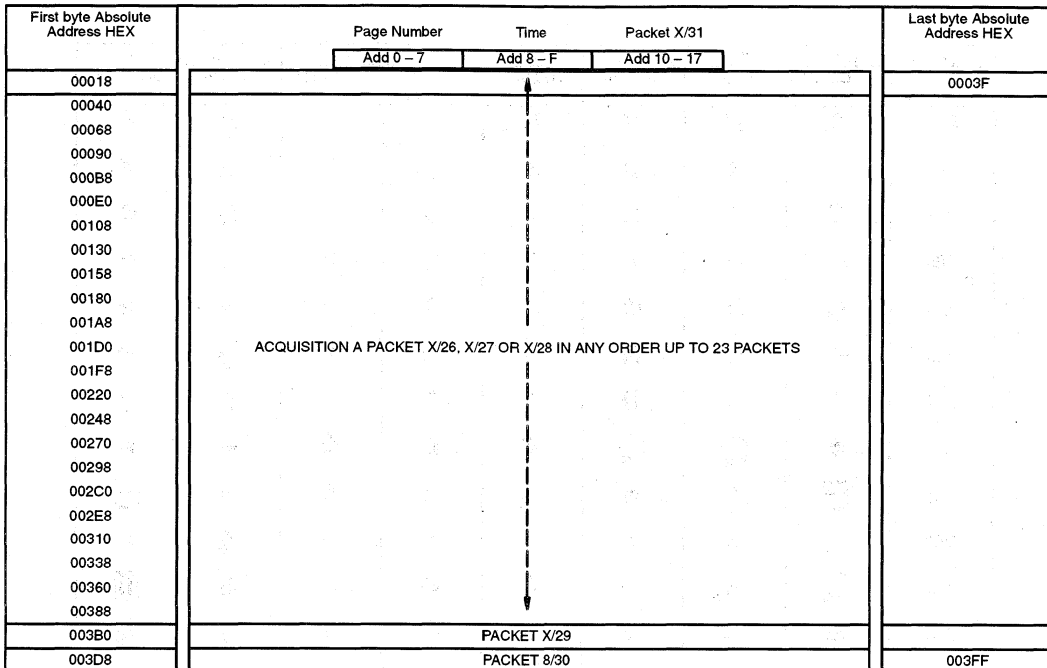 First byte Absolute
Address HEX
Page Number Time Packet X/31
Last byte Absolute
Address HEX
Add 0 – 7 Add 8 – F Add 10 – 17
00018 0003F
00040
00068
00090
000B8
000E0
00108
00130
00158
00180
001A8
001D0 ACQUISITION A PACKET X/26, X/27 OR X/28 IN ANY ORDER UP TO 23 PACKETS
001F8
00220
00248
00270
00298
002C0
002E8
00310
00338
00360
00388
003B0 PACKET X/29
003D8 PACKET 8/30 003FF